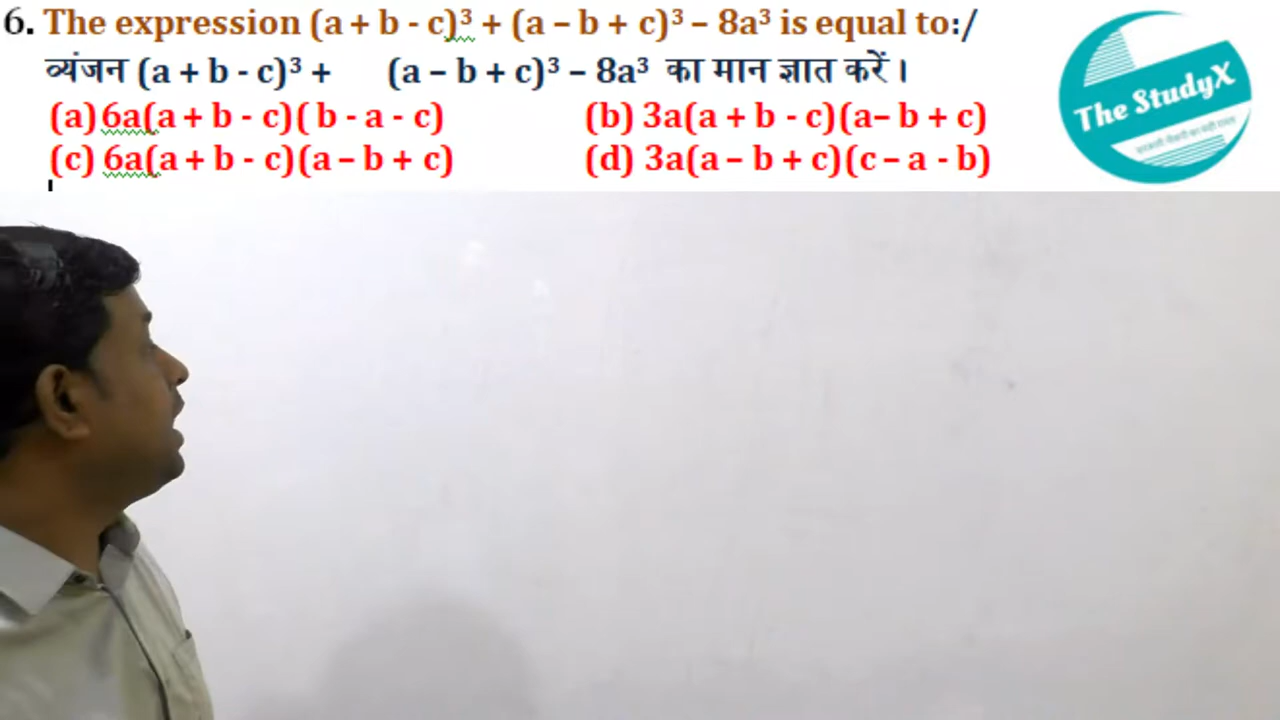 6. The expression (a + b - c)³ + (a – b + c)³ – 8a³ is equal to:/
व्यंजन (a + b - c)³ + (a – b + c)³ – 8a³ का मान ज्ञात करें।
(a) 6a(a + b - c)( b - a - c) (b) 3a(a + b - c)(a– b + c)
(c) 6a(a + b - c)(a – b + c) (d) 3a(a – b + c)(c – a - b)
The StudyX